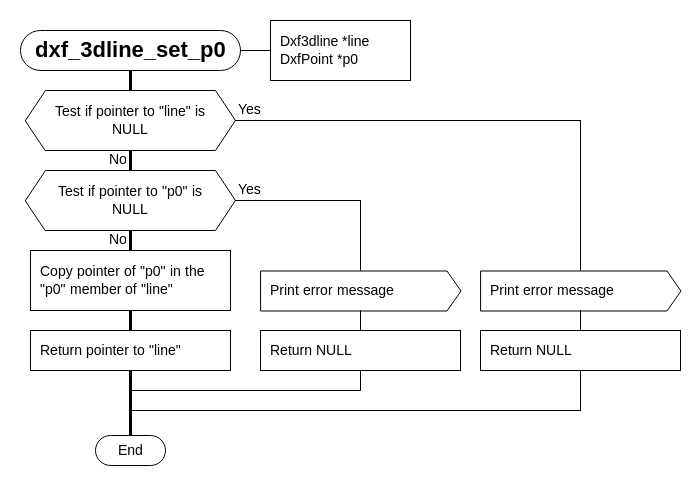 dxf_3dline_set_p0
Dxf3dline *line
DxfPoint *p0
Test if pointer to "line" is
NULL
Yes
No
Test if pointer to "p0" is
NULL
Yes
No
Copy pointer of "p0" in the
"p0" member of "line"
Print error message
Print error message
Return pointer to "line"
Return NULL
Return NULL
End